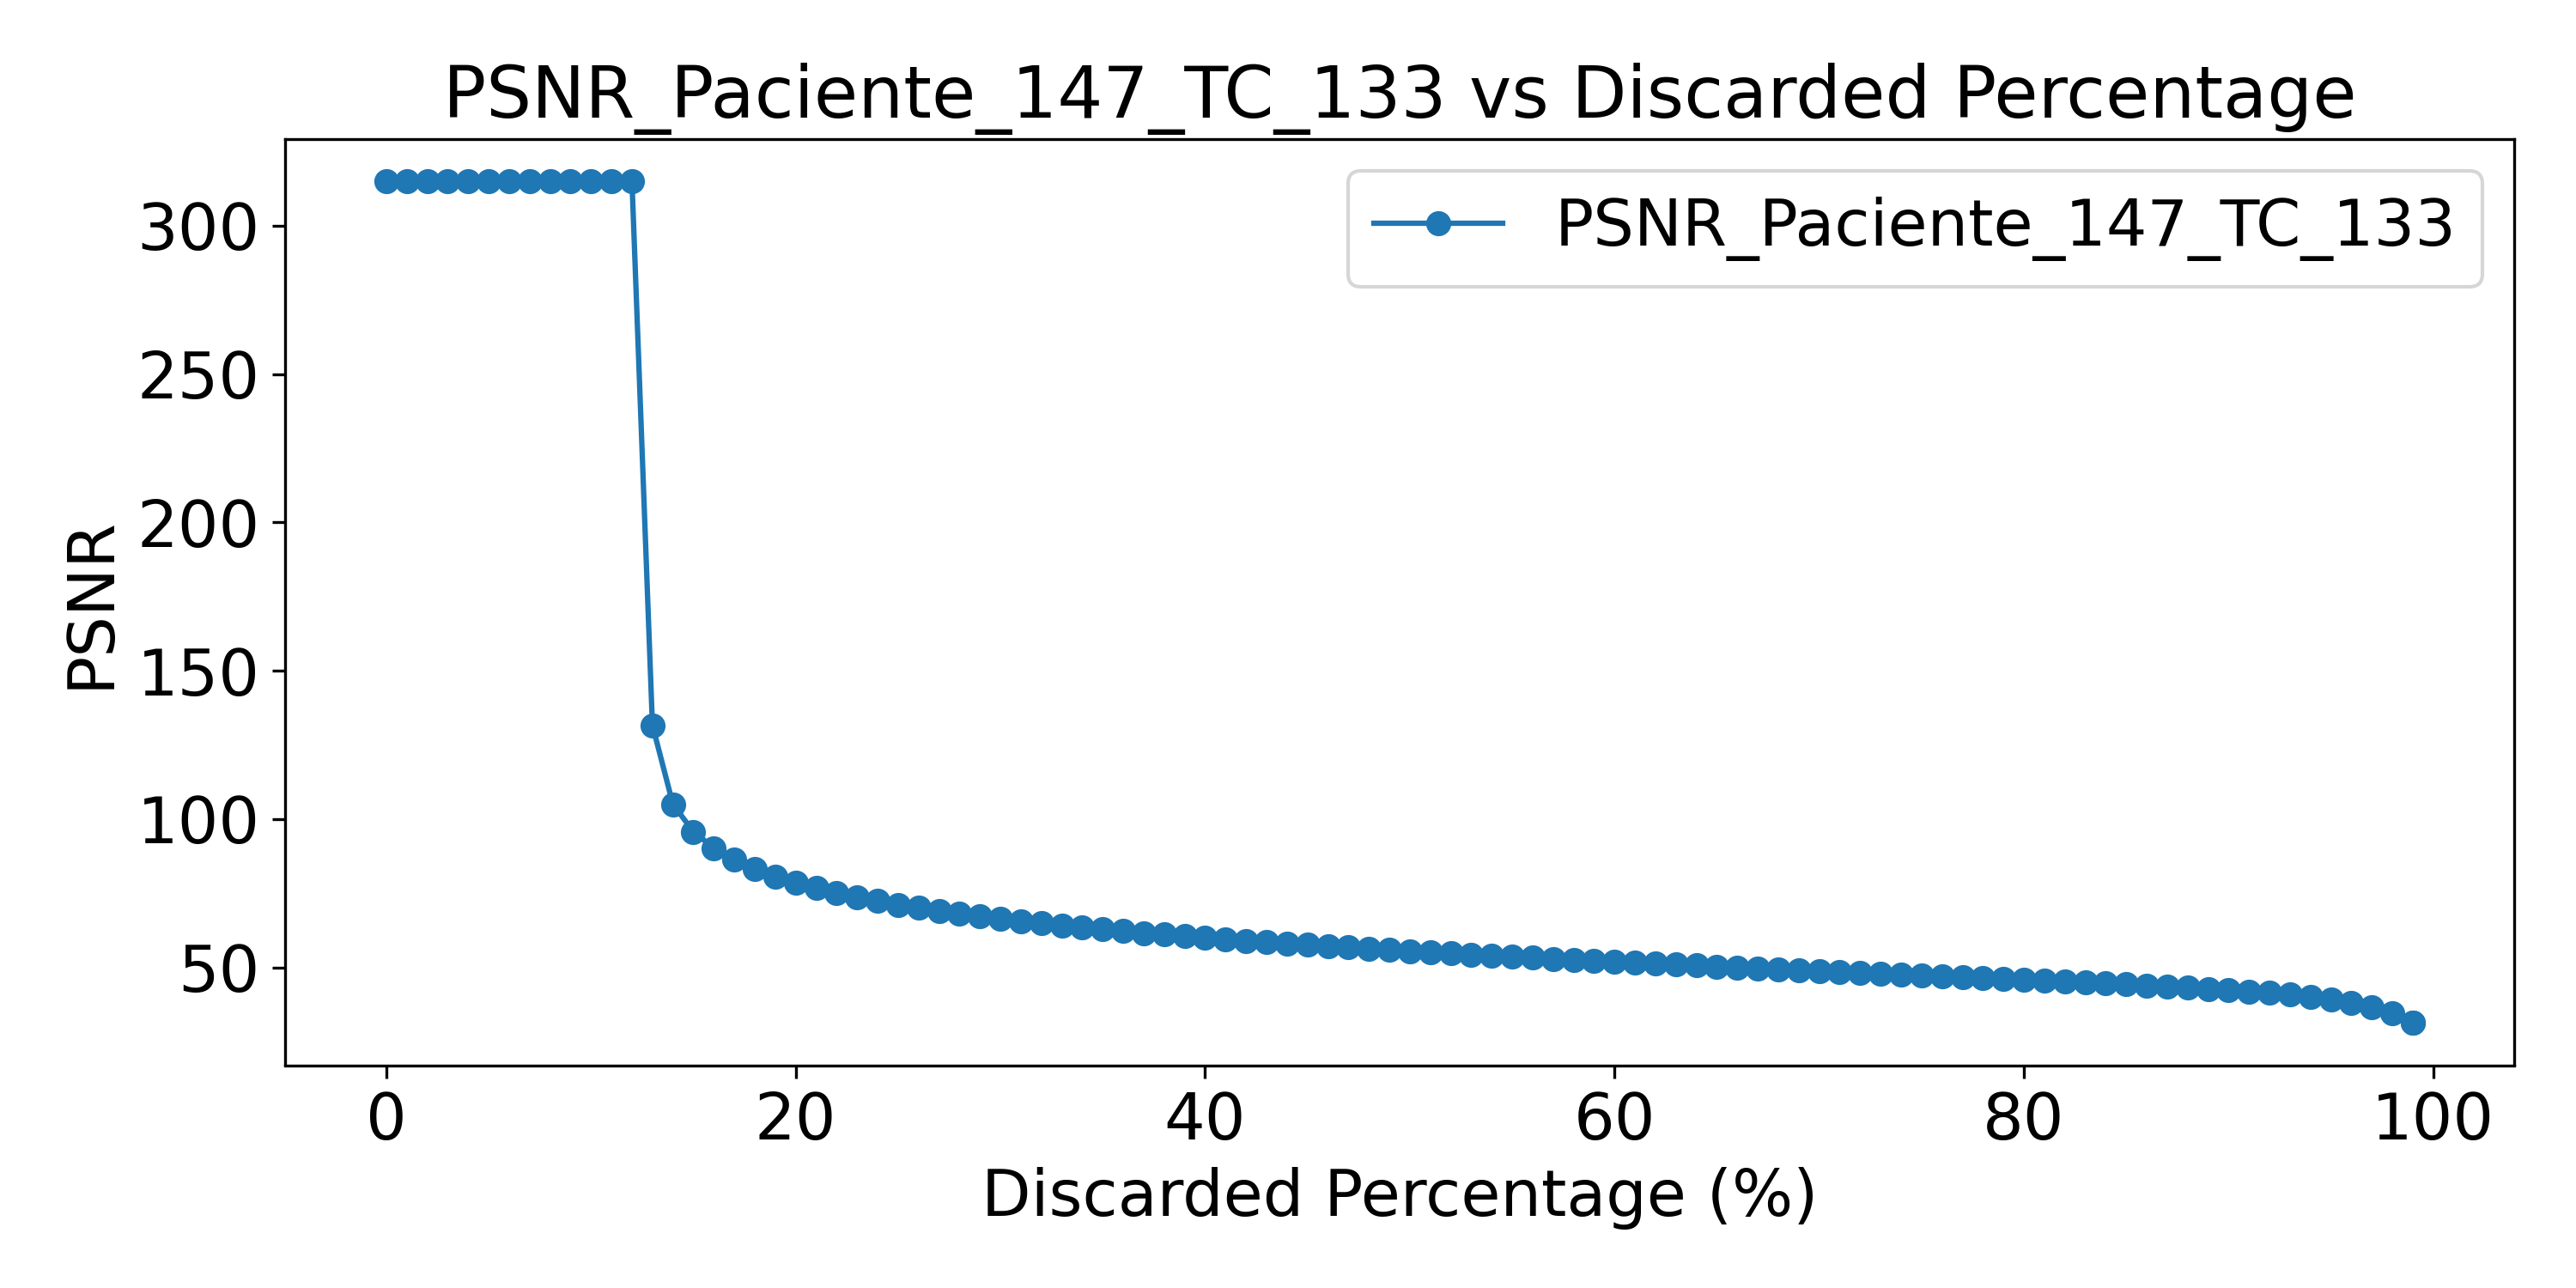 PSNR_Paciente_147_TC_133 vs Discarded Percentage
PSNR_Paciente_147_TC_133
300
250
200
150
100
50
PSNR
0 20 40 60 80 100
Discarded Percentage (%)